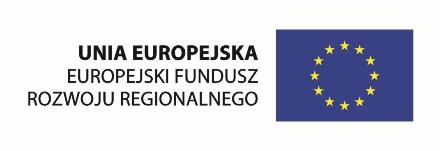 UNIA EUROPEJSKA
EUROPEJSKI FUNDUSZ
ROZWOJU REGIONALNEGO